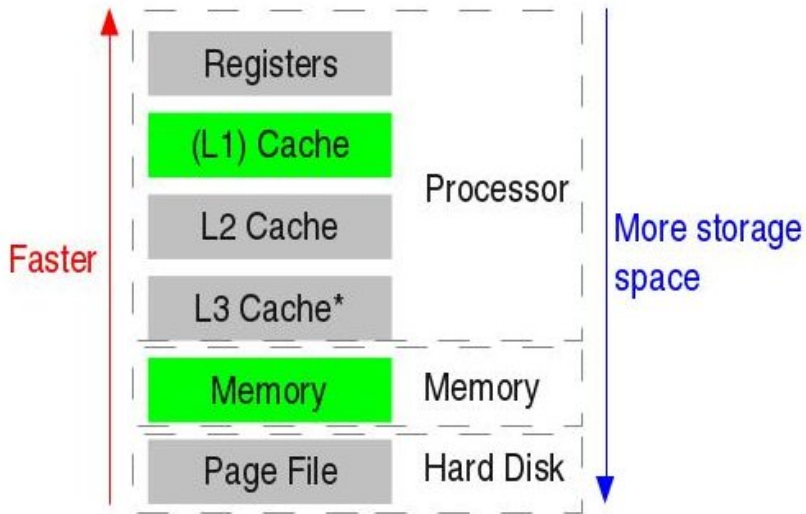 Registers
(L1) Cache
Processor
L2 Cache
Faster
More storage
space
L3 Cache*
Memory
Memory
Page File
Hard Disk